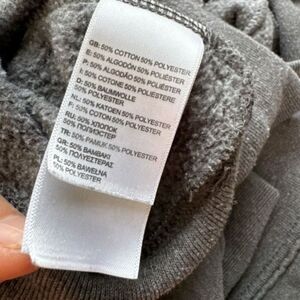 GB: 50% COTTON 50% POLYESTER
E: 50% ALGODÓN 50% POLIÉSTER
P: 50% ALGODÃO 50% POLIÉSTER
I: 50% COTONE 50% POLIESTERE
D: 50% BAUMWOLLE
50% POLYESTER
NL: 50% KATOEN 50% POLYESTER
F: 50% COTON 50% POLYESTER
RU: 50% ХЛОПОК
50% ПОЛИЭСТЕР
TR: 50% PAMUK 50% POLYESTER
GR: 50% ΒΑΜΒΑΚΙ
50% ΠΟΛΥΕΣΤΕΡΑΣ
PL: 50% BAWEŁNA
50% POLYESTER